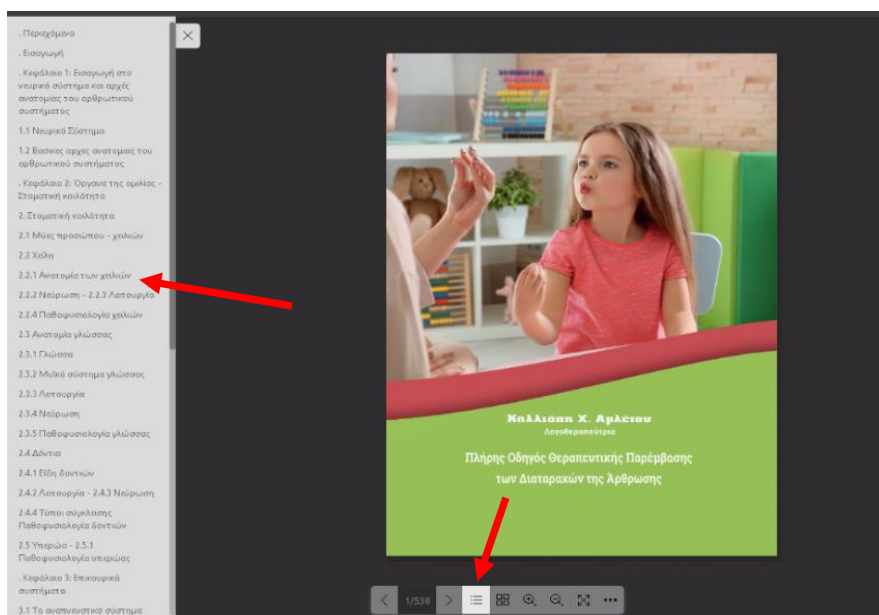 . Περιεχόμενα
. Εισαγωγή
. Κεφάλαιο 1: Εισαγωγή στο
νευρικό σύστημα και αρχές
ανατομίας του αρθρωτικού
συστήματος
1.1 Νευρικό Σύστημα
1.2 Βασικες αρχες ανατομιας του
αρθρωτικού συστήματος
. Κεφάλαιο 2: Όργανα της ομιλίας -
Στοματική κοιλότητα
2. Στοματική κοιλότητα
2.1 Μύες προσώπου - χειλιών
2.2 Χείλη
2.2.1 Ανατομία των χειλιών
2.2.2 Νεύρωση - 2.2.3 Λειτουργία
2.2.4 Παθοφυσιολογία χειλιών
2.3 Ανατομία γλώσσας
2.3.1 Γλώσσα
2.3.2 Μυϊκό σύστημα γλώσσας
2.3.3 Λειτουργία
2.3.4 Νεύρωση
2.3.5 Παθοφυσιολογία γλώσσας
2.4 Δόντια
2.4.1 Είδη δοντιών
2.4.2 Λειτουργία - 2.4.3 Νεύρωση
2.4.4 Τύποι σύγκλεισης
Παθοφυσιολογία δοντιών
2.5 Υπερώα - 2.5.1
Παθοφυσιολογία υπερώας
. Κεφάλαιο 3: Επικουρικά
συστήματα
3.1 Το αναπνευστικό σύστημα
Καλλιόπη Χ. Αρλέιου
Λογοθεραπεύτρια
Πλήρης Οδηγός Θεραπευτικής Παρέμβασης
των Διαταραχών της Άρθρωσης
1/538